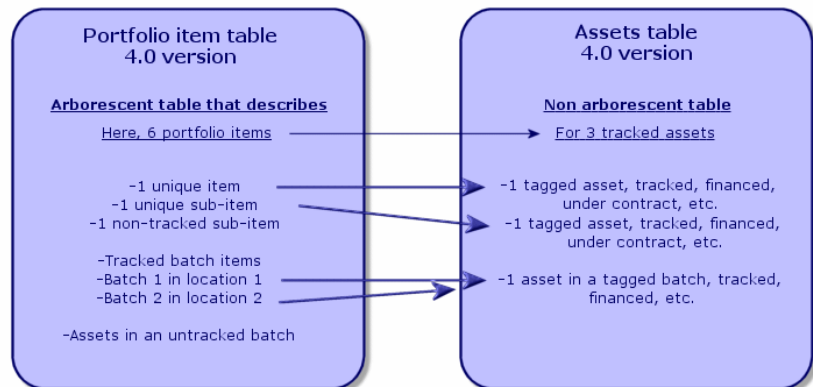 Portfolio item table
4.0 version
Arborescent table that describes
Here, 6 portfolio items
-1 unique item
-1 unique sub-item
-1 non-tracked sub-item
-Tracked batch items
-Batch 1 in location 1
-Batch 2 in location 2
-Assets in an untracked batch
Assets table
4.0 version
Non arborescent table
For 3 tracked assets
-1 tagged asset, tracked, financed,
under contract, etc.
-1 tagged asset, tracked, financed,
under contract, etc.
-1 asset in a tagged batch, tracked,
financed, etc.